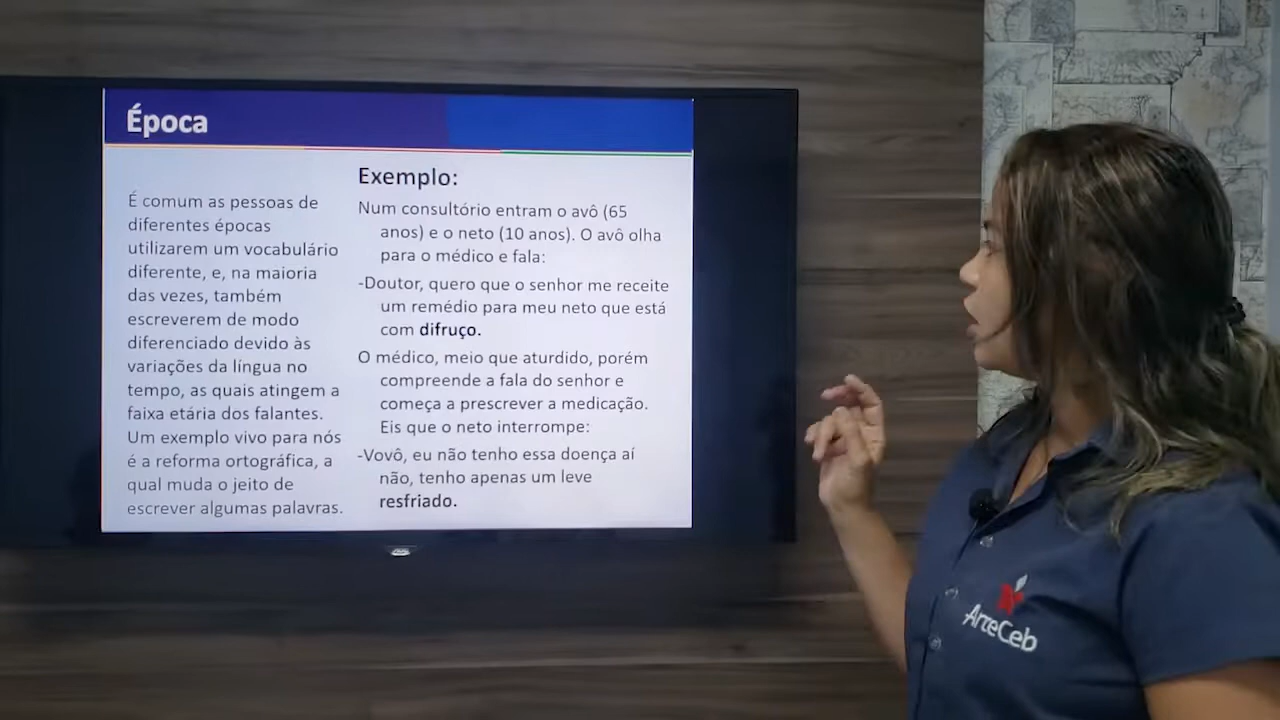 Época
É comum as pessoas de
diferentes épocas
utilizarem um vocabulário
diferente, e, na maioria
das vezes, também
escreverem de modo
diferenciado devido às
variações da língua no
tempo, as quais atingem a
faixa etária dos falantes.
Um exemplo vivo para nós
é a reforma ortográfica, a
qual muda o jeito de
escrever algumas palavras.
Exemplo:
Num consultório entram o avô (65
anos) e o neto (10 anos). O avô olha
para o médico e fala:
-Doutor, quero que o senhor me receite
um remédio para meu neto que está
com difruço.
O médico, meio que aturdido, porém
compreende a fala do senhor e
começa a prescrever a medicação.
Eis que o neto interrompe:
-Vovô, eu não tenho essa doença aí
não, tenho apenas um leve
resfriado.
ArteCeb